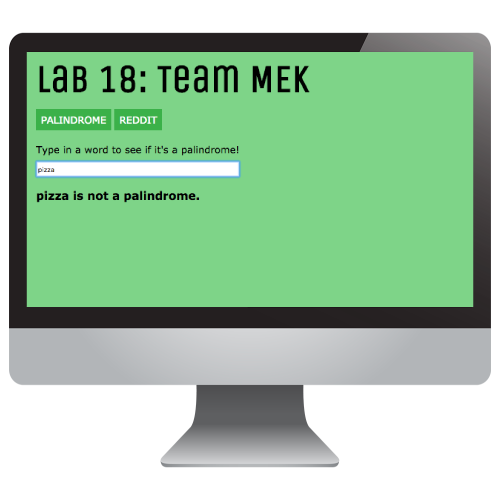 Lab 18: Team MEK
PALINDROME REDDIT
Type in a word to see if it's a palindrome!
pizza
pizza is not a palindrome.